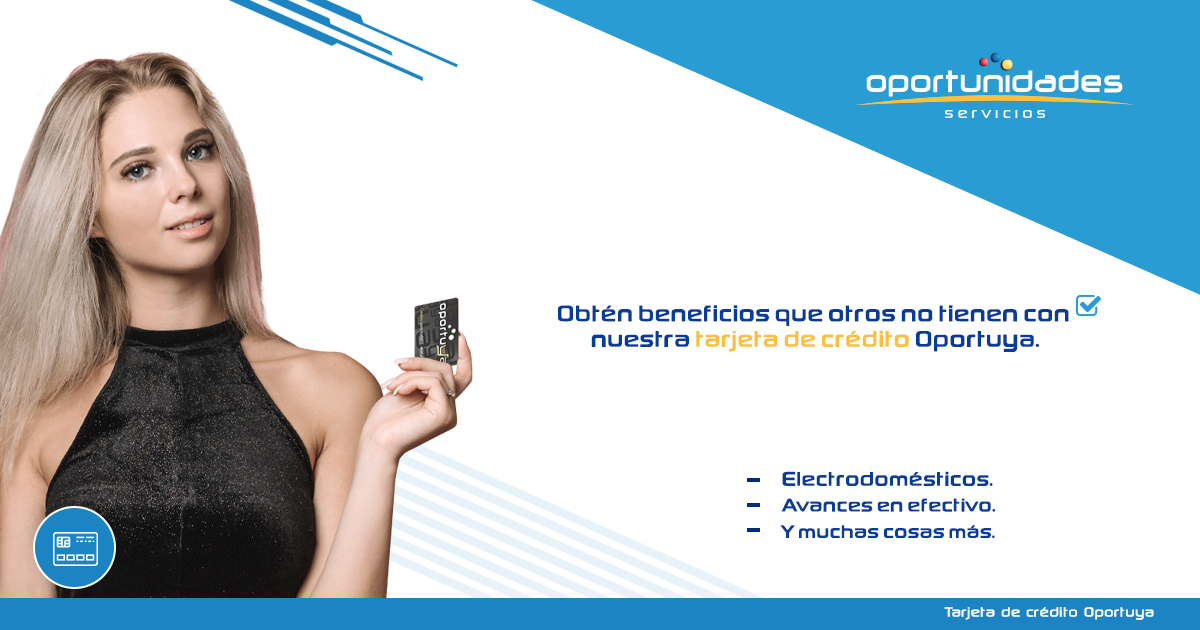 oportunidades
servicios
oportuya
Obtén beneficios que otros no tienen con
nuestra tarjeta de crédito Oportuya.
Electrodomésticos.
Avances en efectivo.
Y muchas cosas más.
Tarjeta de crédito Oportuya